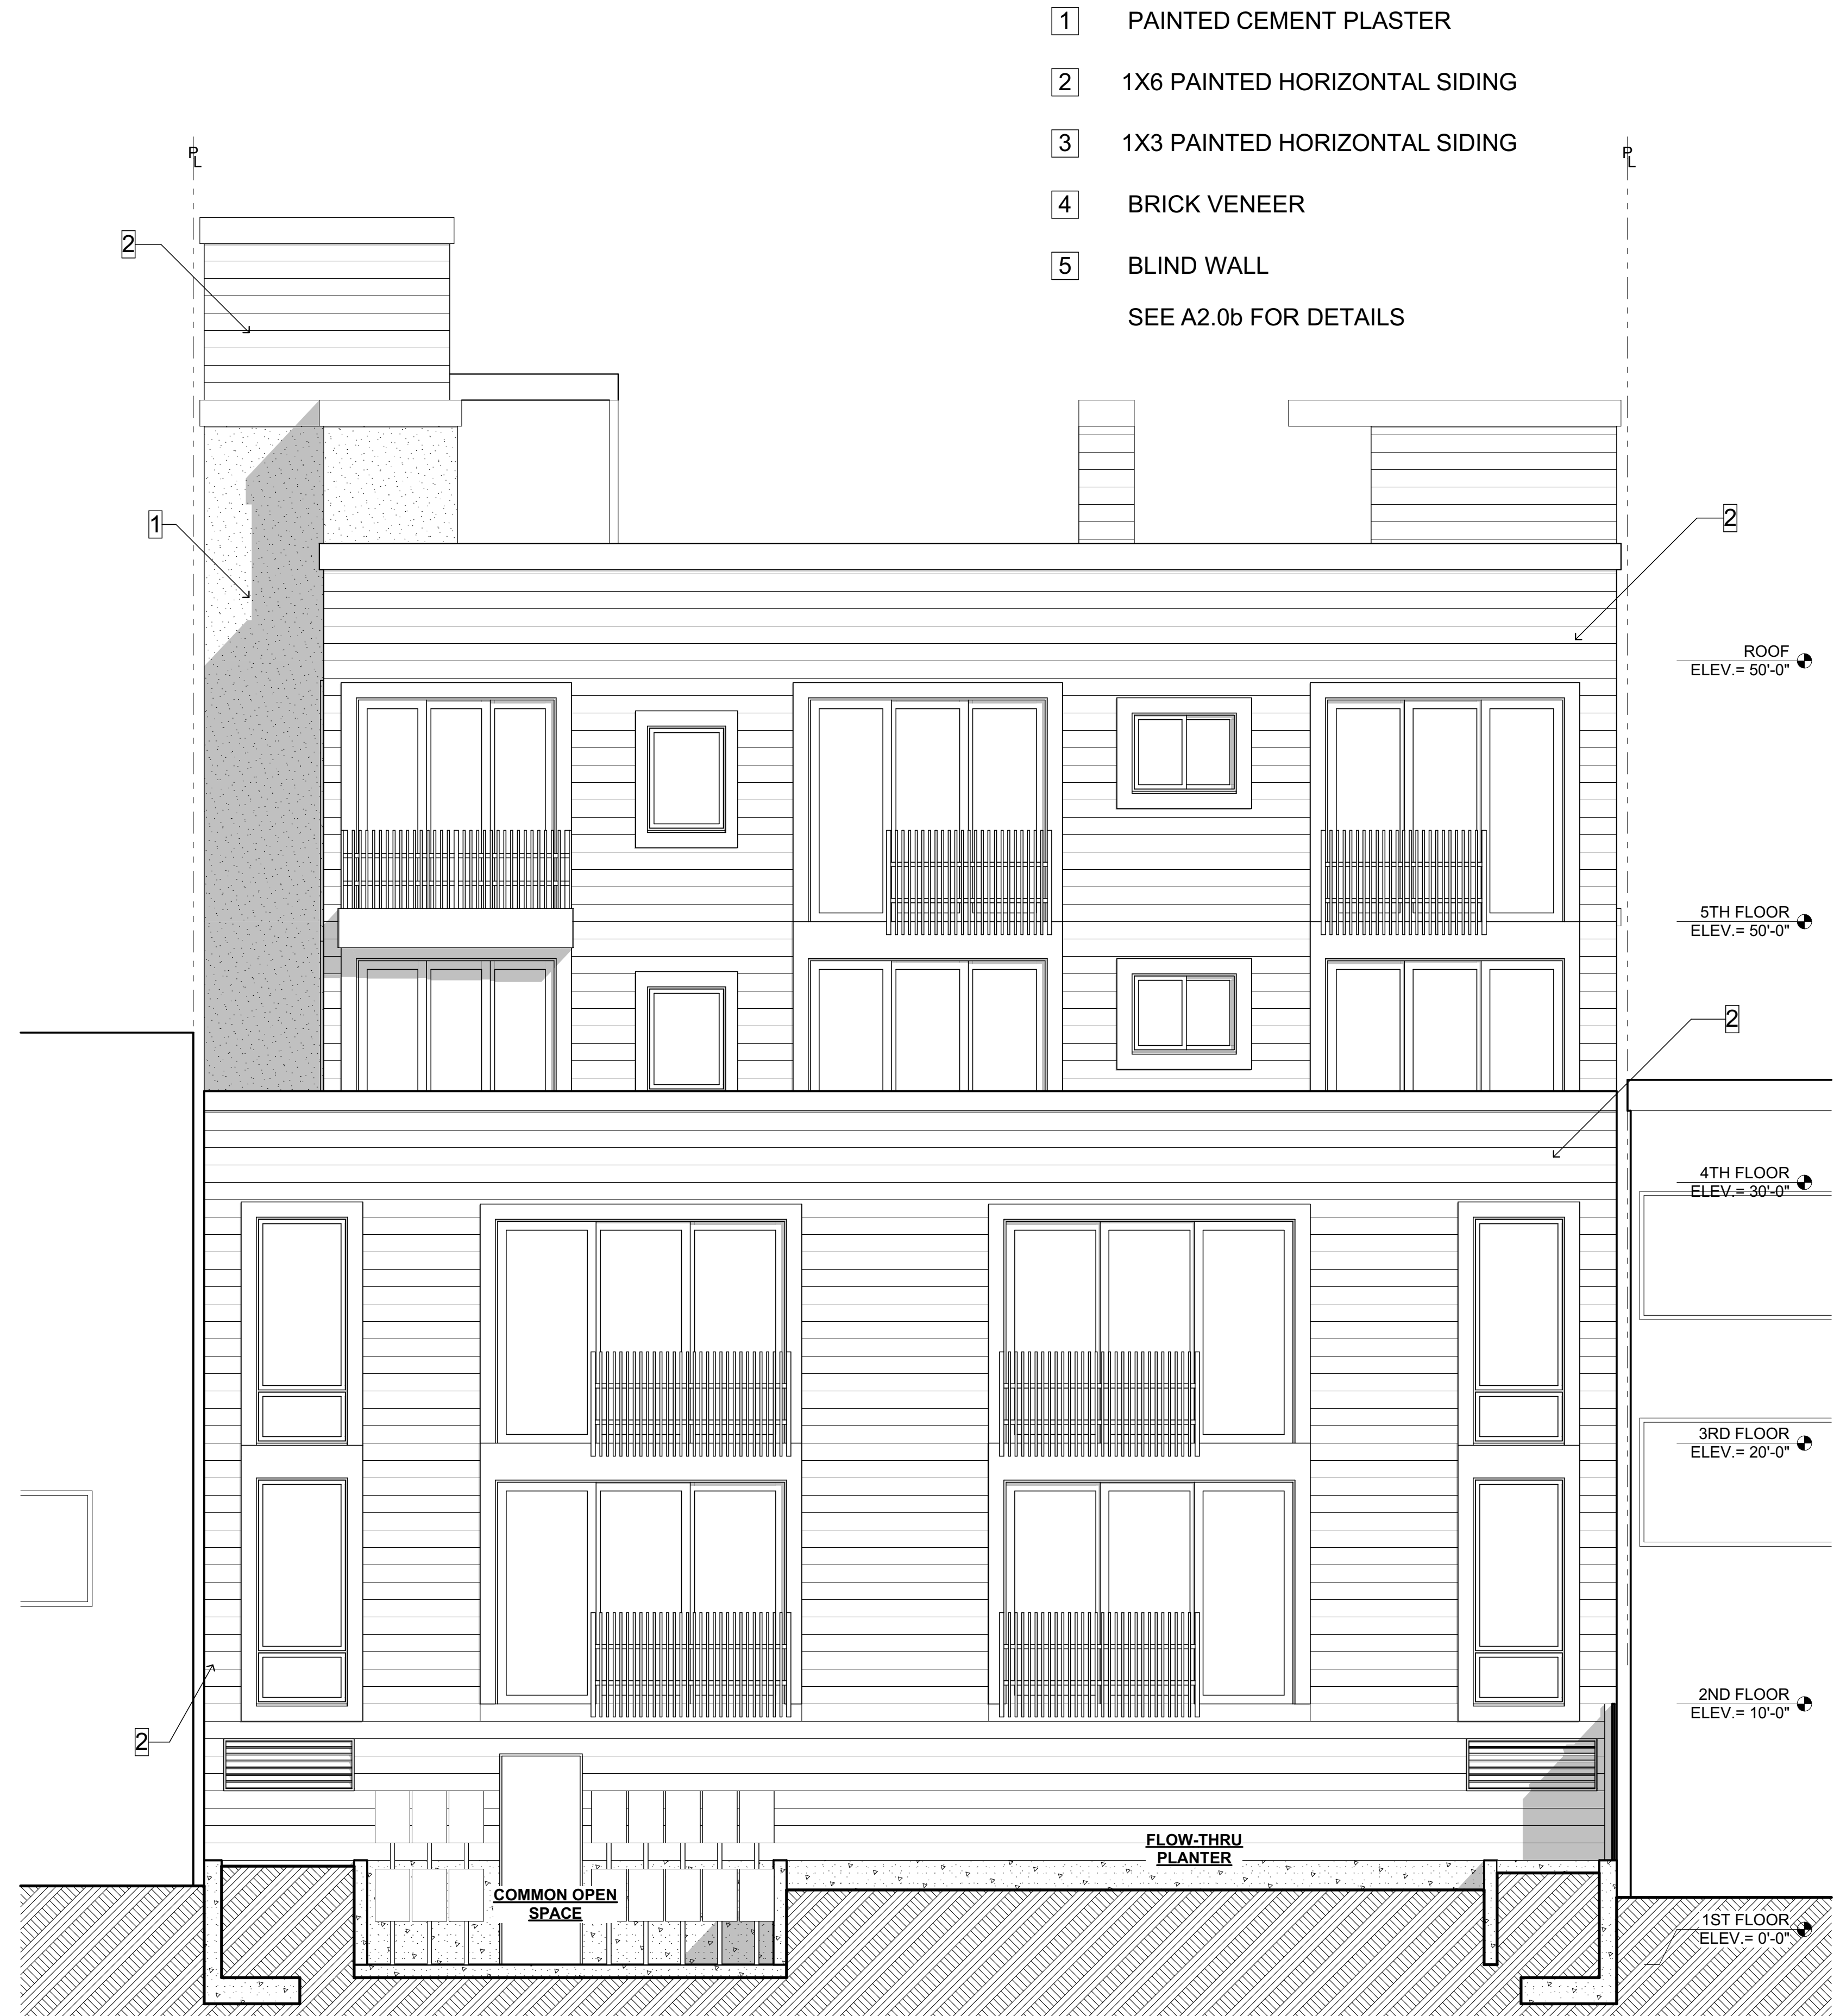 1 PAINTED CEMENT PLASTER
2 1X6 PAINTED HORIZONTAL SIDING
3 1X3 PAINTED HORIZONTAL SIDING
4 BRICK VENEER
5 BLIND WALL
SEE A2.0b FOR DETAILS
PL
PL
2
1
2
ROOF
ELEV.= 50'-0"
5TH FLOOR
ELEV.= 50'-0"
2
4TH FLOOR
ELEV.= 30'-0"
3RD FLOOR
ELEV.= 20'-0"
2ND FLOOR
ELEV.= 10'-0"
2
FLOW-THRU
PLANTER
COMMON OPEN
SPACE
1ST FLOOR
ELEV.= 0'-0"